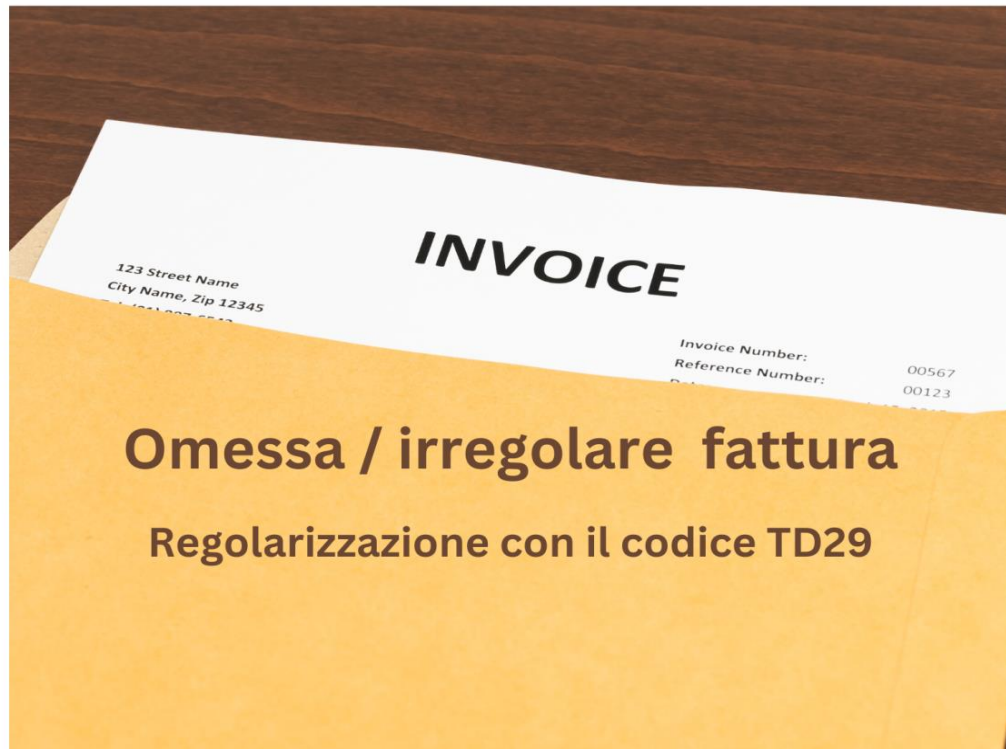 INVOICE
123 Street Name
City Name, Zip 12345
Invoice Number: 00567
Reference Number: 00123
Omessa / irregolare fattura
Regolarizzazione con il codice TD29